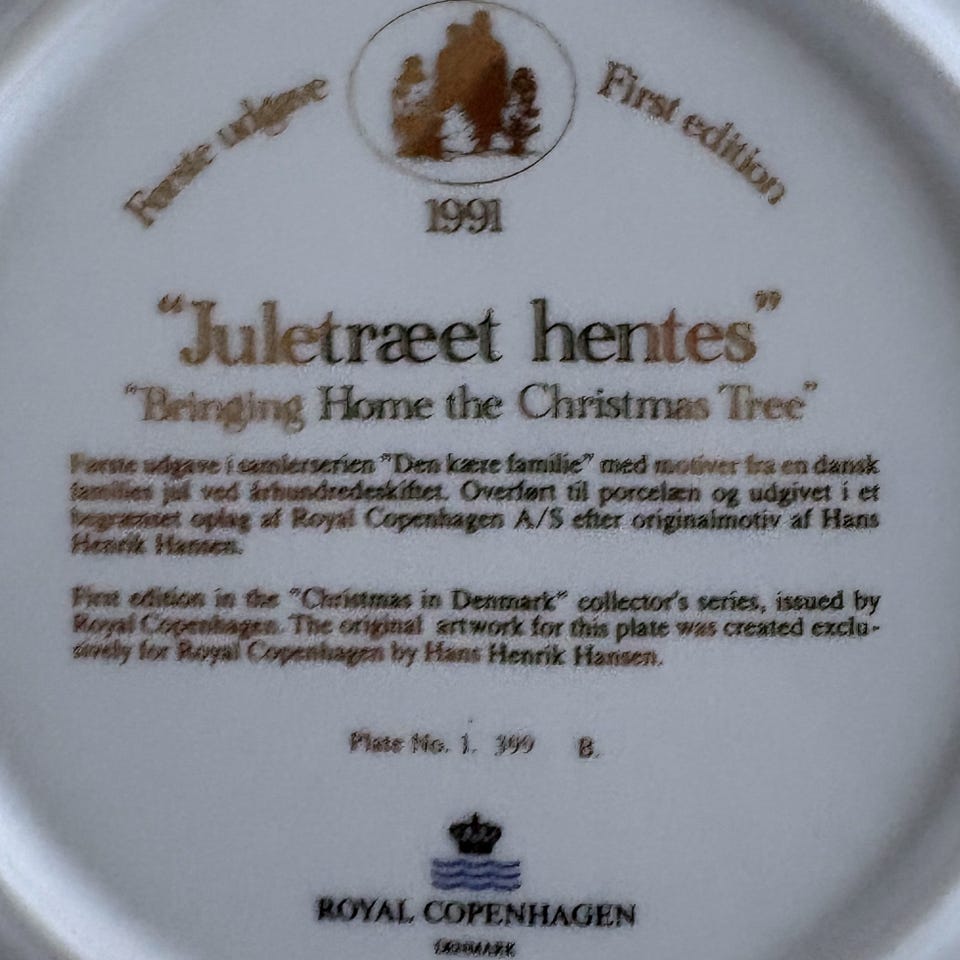 Første udgave
First edition
1991
"Juletræet hentes"
"Bringing Home the Christmas Tree"
Første udgave i samlerserien "Den kære familie" med motiver fra en dansk
families jul ved århundredeskiftet. Overført til porcelæn og udgivet i et
begrænset oplag af Royal Copenhagen A/S efter originalmotiv af Hans
Henrik Hansen.
First edition in the "Christmas in Denmark" collector's series, issued by
Royal Copenhagen. The original artwork for this plate was created exclu-
sively for Royal Copenhagen by Hans Henrik Hansen.
Plate No. 1. 399 B.
ROYAL COPENHAGEN
DENMARK